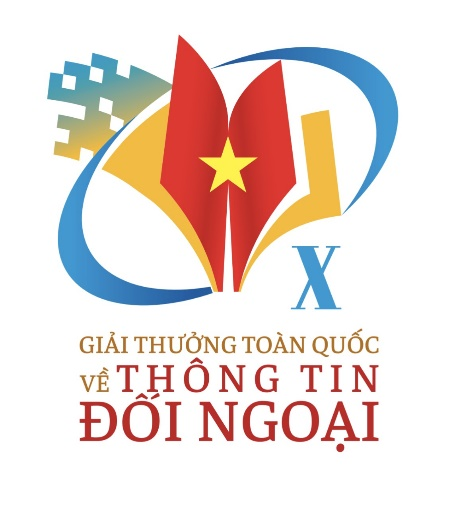 X
GIẢI THƯỞNG TOÀN QUỐC
VỀ THÔNG TIN
ĐỐI NGOẠI